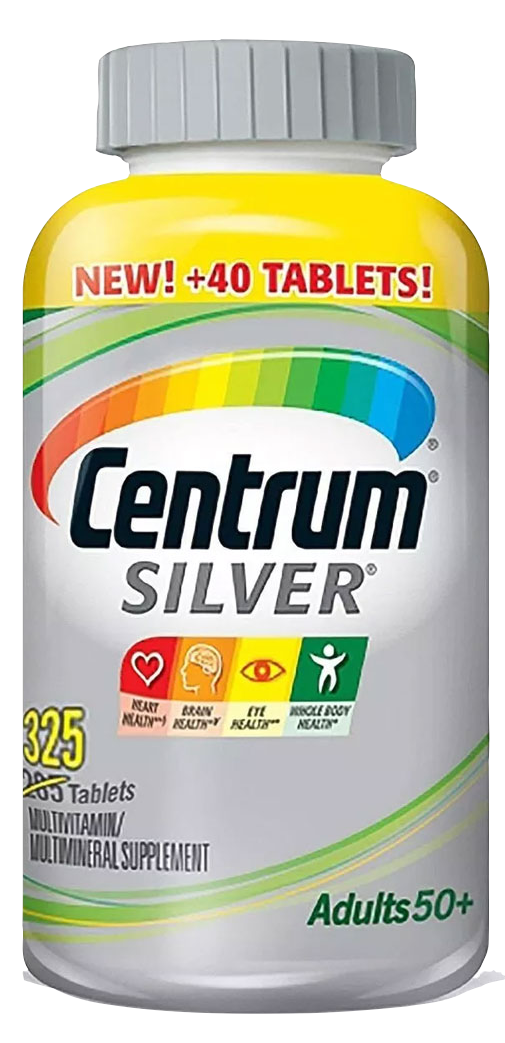 NEW! +40 TABLETS!
Centrum®
SILVER®
HEART
HEALTH
BRAIN
HEALTH
EYE
HEALTH
WHOLE BODY
HEALTH*
325
285 Tablets
MULTIVITAMIN/
MULTIMINERAL SUPPLEMENT
Adults 50+